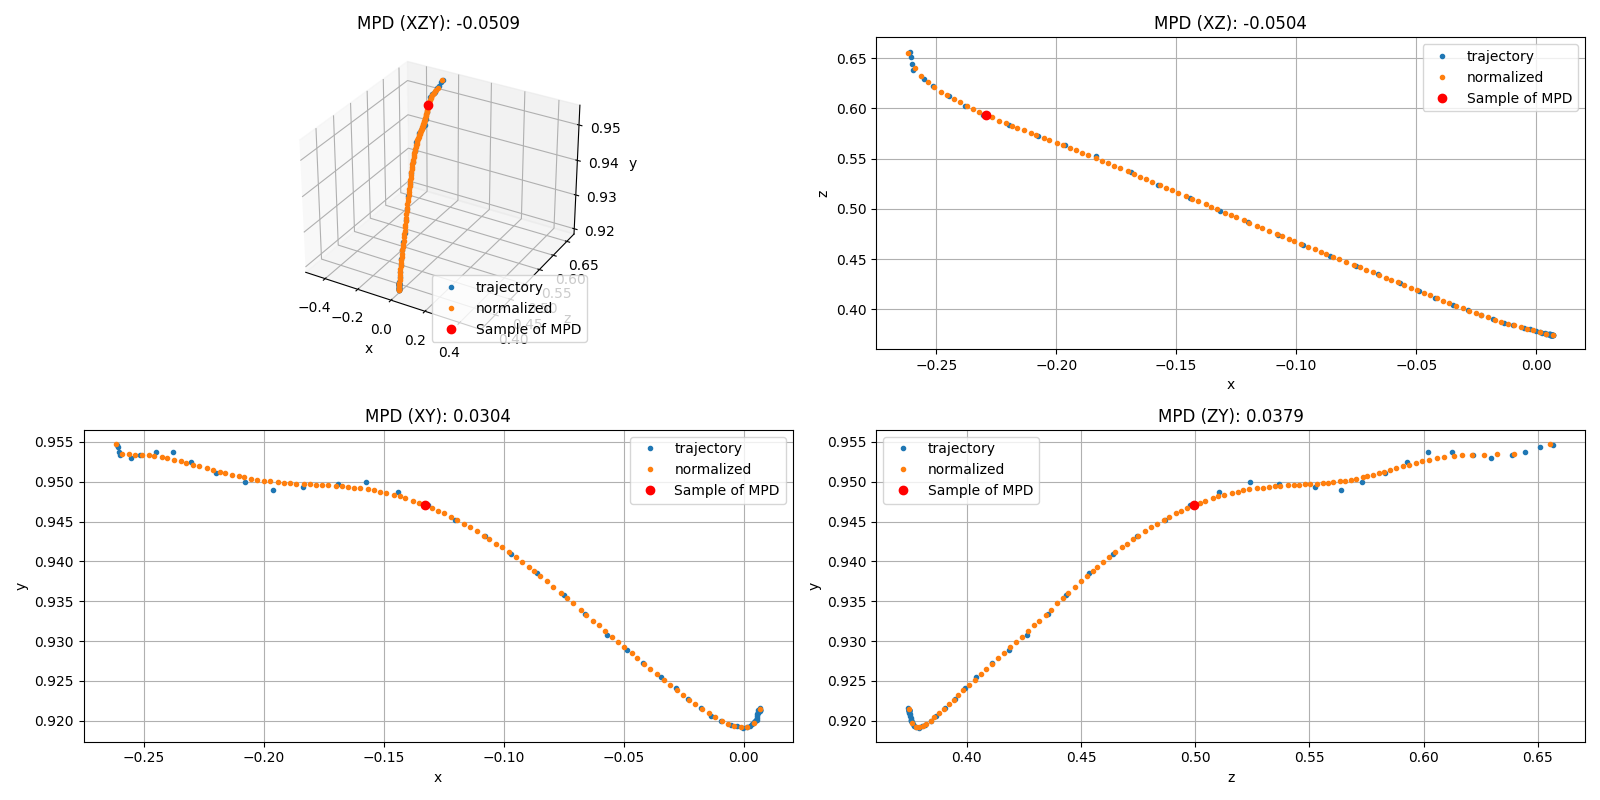 MPD (XZY): -0.0509
0.95
0.94
y
0.93
0.92
0.65
0.60
0.55
0.50
z
0.45
0.40
−0.4
−0.2
0.0
0.2
0.4
x
trajectory
normalized
Sample of MPD
MPD (XZ): -0.0504
0.65
0.60
0.55
0.50
0.45
0.40
z
trajectory
normalized
Sample of MPD
−0.25 −0.20 −0.15 −0.10 −0.05 0.00
x
MPD (XY): 0.0304
0.955
0.950
0.945
0.940
0.935
0.930
0.925
0.920
y
trajectory
normalized
Sample of MPD
−0.25 −0.20 −0.15 −0.10 −0.05 0.00
x
MPD (ZY): 0.0379
0.955
0.950
0.945
0.940
0.935
0.930
0.925
0.920
y
trajectory
normalized
Sample of MPD
0.40 0.45 0.50 0.55 0.60 0.65
z